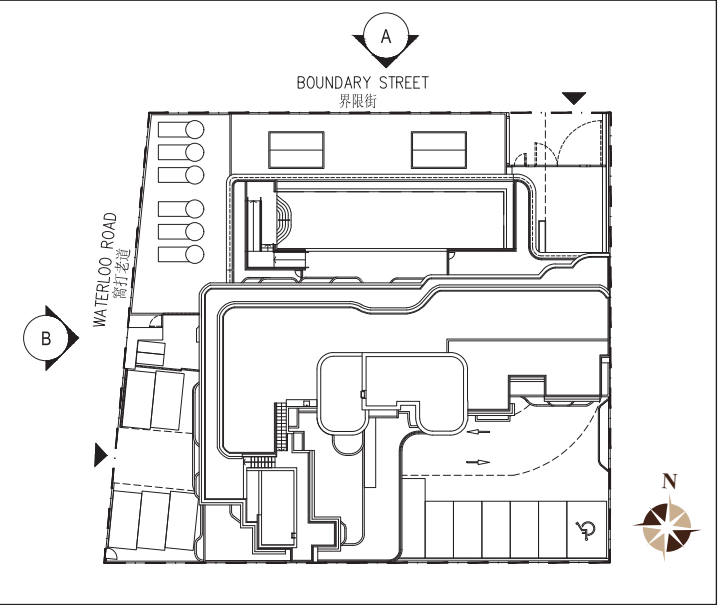 A
BOUNDARY STREET
界限街
WATERLOO ROAD
窩打老道
B
N